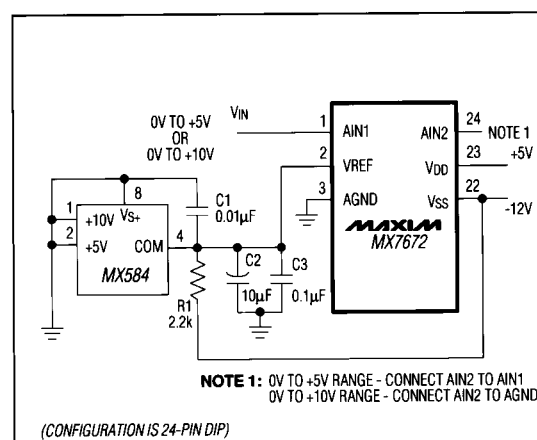 VIN
0V TO +5V
OR
0V TO +10V
1
AIN1
AIN2
24
NOTE 1
2
VREF
VDD
23
+5V
3
AGND
VSS
22
-12V
MAXIM
MX7672
8
VS+
1
+10V
2
+5V
COM
4
MX584
C1
0.01µF
C2
10µF
C3
0.1µF
R1
2.2k
NOTE 1: 0V TO +5V RANGE - CONNECT AIN2 TO AIN1
0V TO +10V RANGE - CONNECT AIN2 TO AGND
(CONFIGURATION IS 24-PIN DIP)